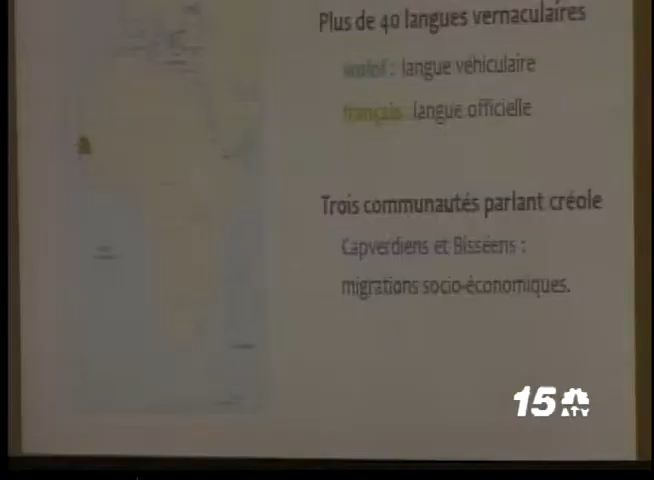 Plus de 40 langues vernaculaires
wolof : langue véhiculaire
français : langue officielle
Trois communautés parlant créole
Capverdiens et Bisséens :
migrations socio-économiques.
15
ATV